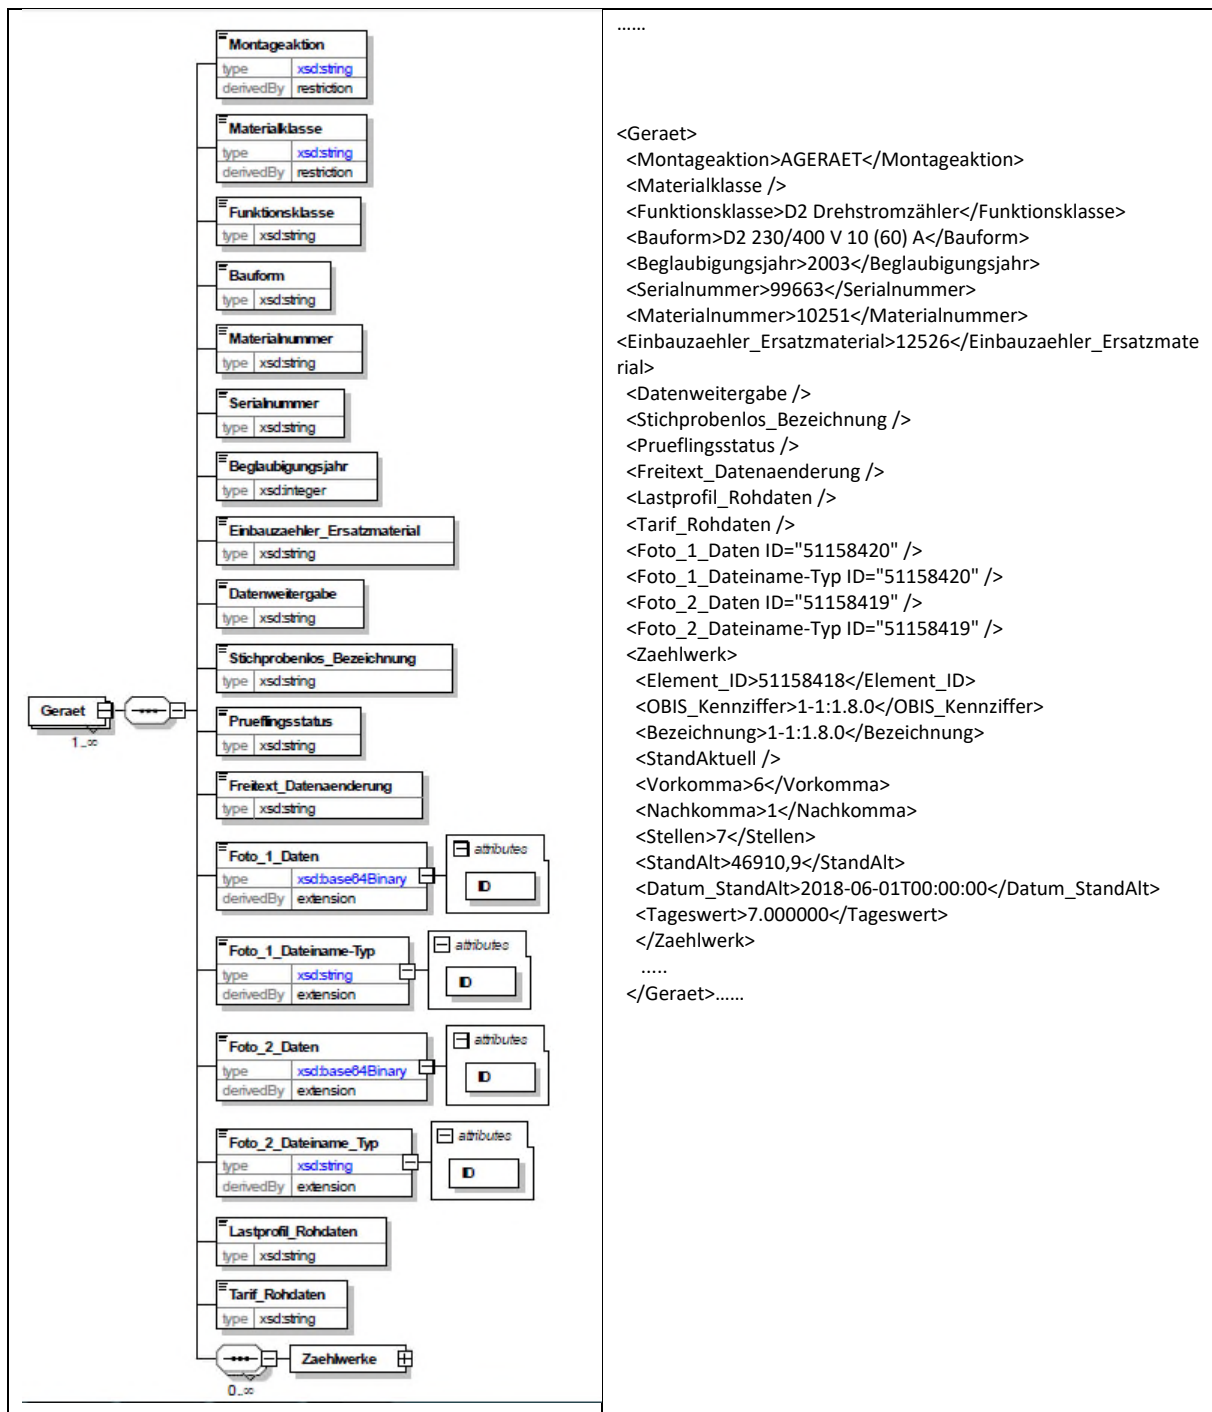 Montageaktion
type xsd:string
derivedBy restriction
Materialklasse
type xsd:string
derivedBy restriction
Funktionsklasse
type xsd:string
Bauform
type xsd:string
Materialnummer
type xsd:string
Serialnummer
type xsd:string
Beglaubigungsjahr
type xsd:integer
Einbauzaehler_Ersatzmaterial
type xsd:string
Datenweitergabe
type xsd:string
Stichprobenlos_Bezeichnung
type xsd:string
Geraet
1..∞
Prueflingsstatus
type xsd:string
Freitext_Datenaenderung
type xsd:string
Foto_1_Daten
type xsd:base64Binary
derivedBy extension
attributes
ID
Foto_1_Dateiname-Typ
type xsd:string
derivedBy extension
attributes
ID
Foto_2_Daten
type xsd:base64Binary
derivedBy extension
attributes
ID
Foto_2_Dateiname_Typ
type xsd:string
derivedBy extension
attributes
ID
Lastprofil_Rohdaten
type xsd:string
Tarif_Rohdaten
type xsd:string
Zaehlwerke
0..∞
......
<Geraet>
<Montageaktion>AGERAET</Montageaktion>
<Materialklasse />
<Funktionsklasse>D2 Drehstromzähler</Funktionsklasse>
<Bauform>D2 230/400 V 10 (60) A</Bauform>
<Beglaubigungsjahr>2003</Beglaubigungsjahr>
<Serialnummer>99663</Serialnummer>
<Materialnummer>10251</Materialnummer>
<Einbauzaehler_Ersatzmaterial>12526</Einbauzaehler_Ersatzmate
rial>
<Datenweitergabe />
<Stichprobenlos_Bezeichnung />
<Prueflingsstatus />
<Freitext_Datenaenderung />
<Lastprofil_Rohdaten />
<Tarif_Rohdaten />
<Foto_1_Daten ID="51158420" />
<Foto_1_Dateiname-Typ ID="51158420" />
<Foto_2_Daten ID="51158419" />
<Foto_2_Dateiname-Typ ID="51158419" />
<Zaehlwerk>
<Element_ID>51158418</Element_ID>
<OBIS_Kennziffer>1-1:1.8.0</OBIS_Kennziffer>
<Bezeichnung>1-1:1.8.0</Bezeichnung>
<StandAktuell />
<Vorkomma>6</Vorkomma>
<Nachkomma>1</Nachkomma>
<Stellen>7</Stellen>
<StandAlt>46910,9</StandAlt>
<Datum_StandAlt>2018-06-01T00:00:00</Datum_StandAlt>
<Tageswert>7.000000</Tageswert>
</Zaehlwerk>
.....
</Geraet>......